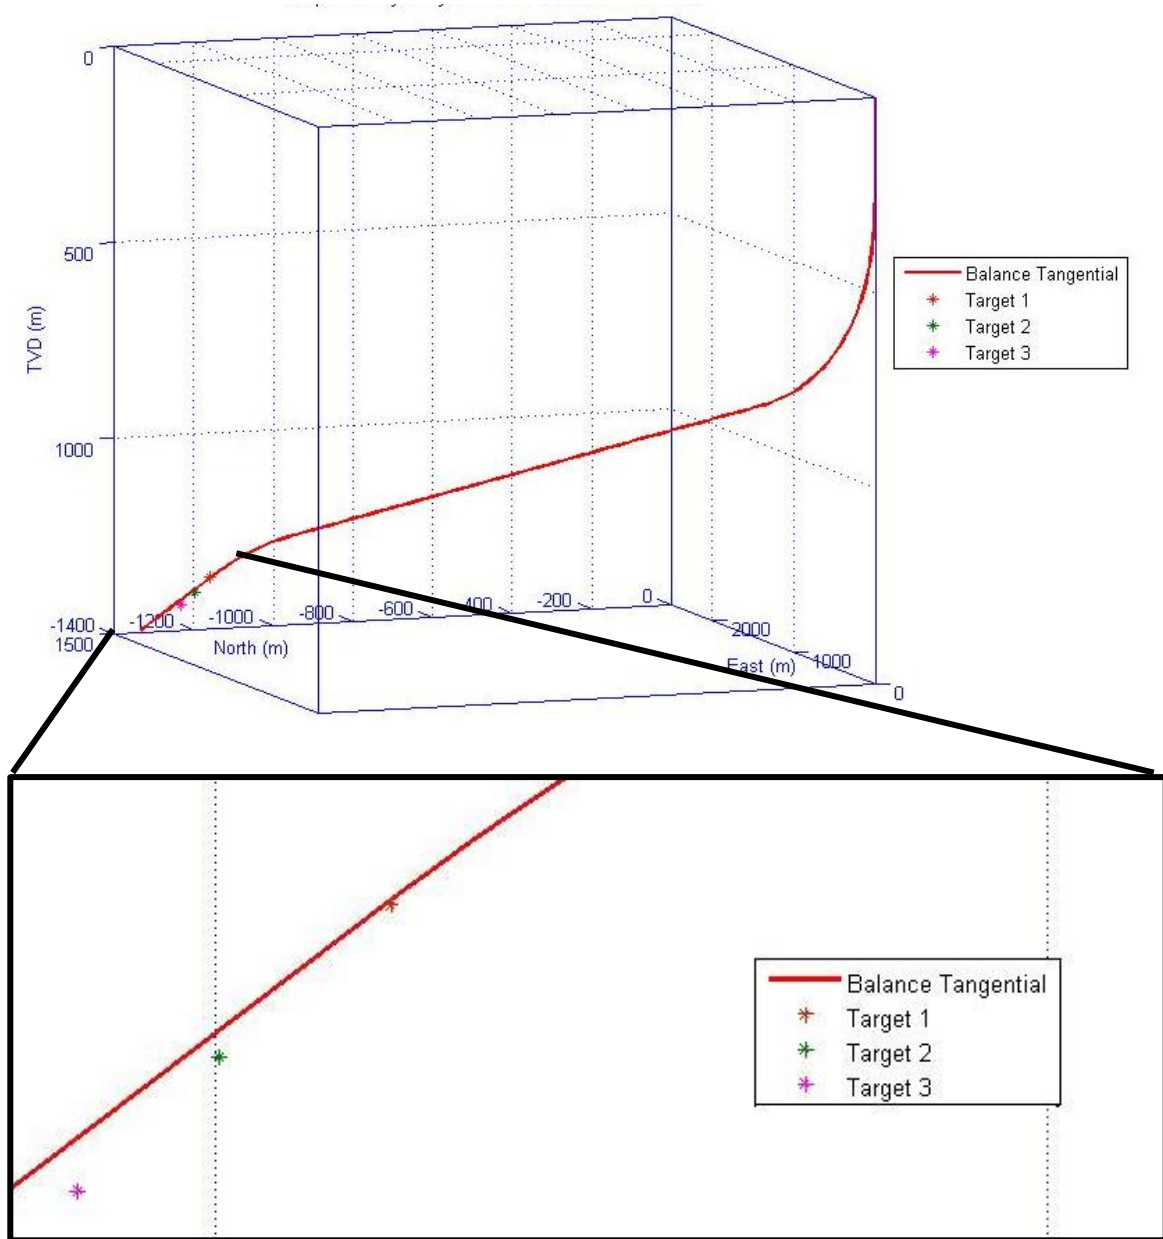 0
500
Balance Tangential
Target 1
Target 2
Target 3
TVD (m)
1000
-1400
-1200
-1000
-800
-600
-400
-200
0
1500
North (m)
2000
East (m)
1000
0
Balance Tangential
Target 1
Target 2
Target 3